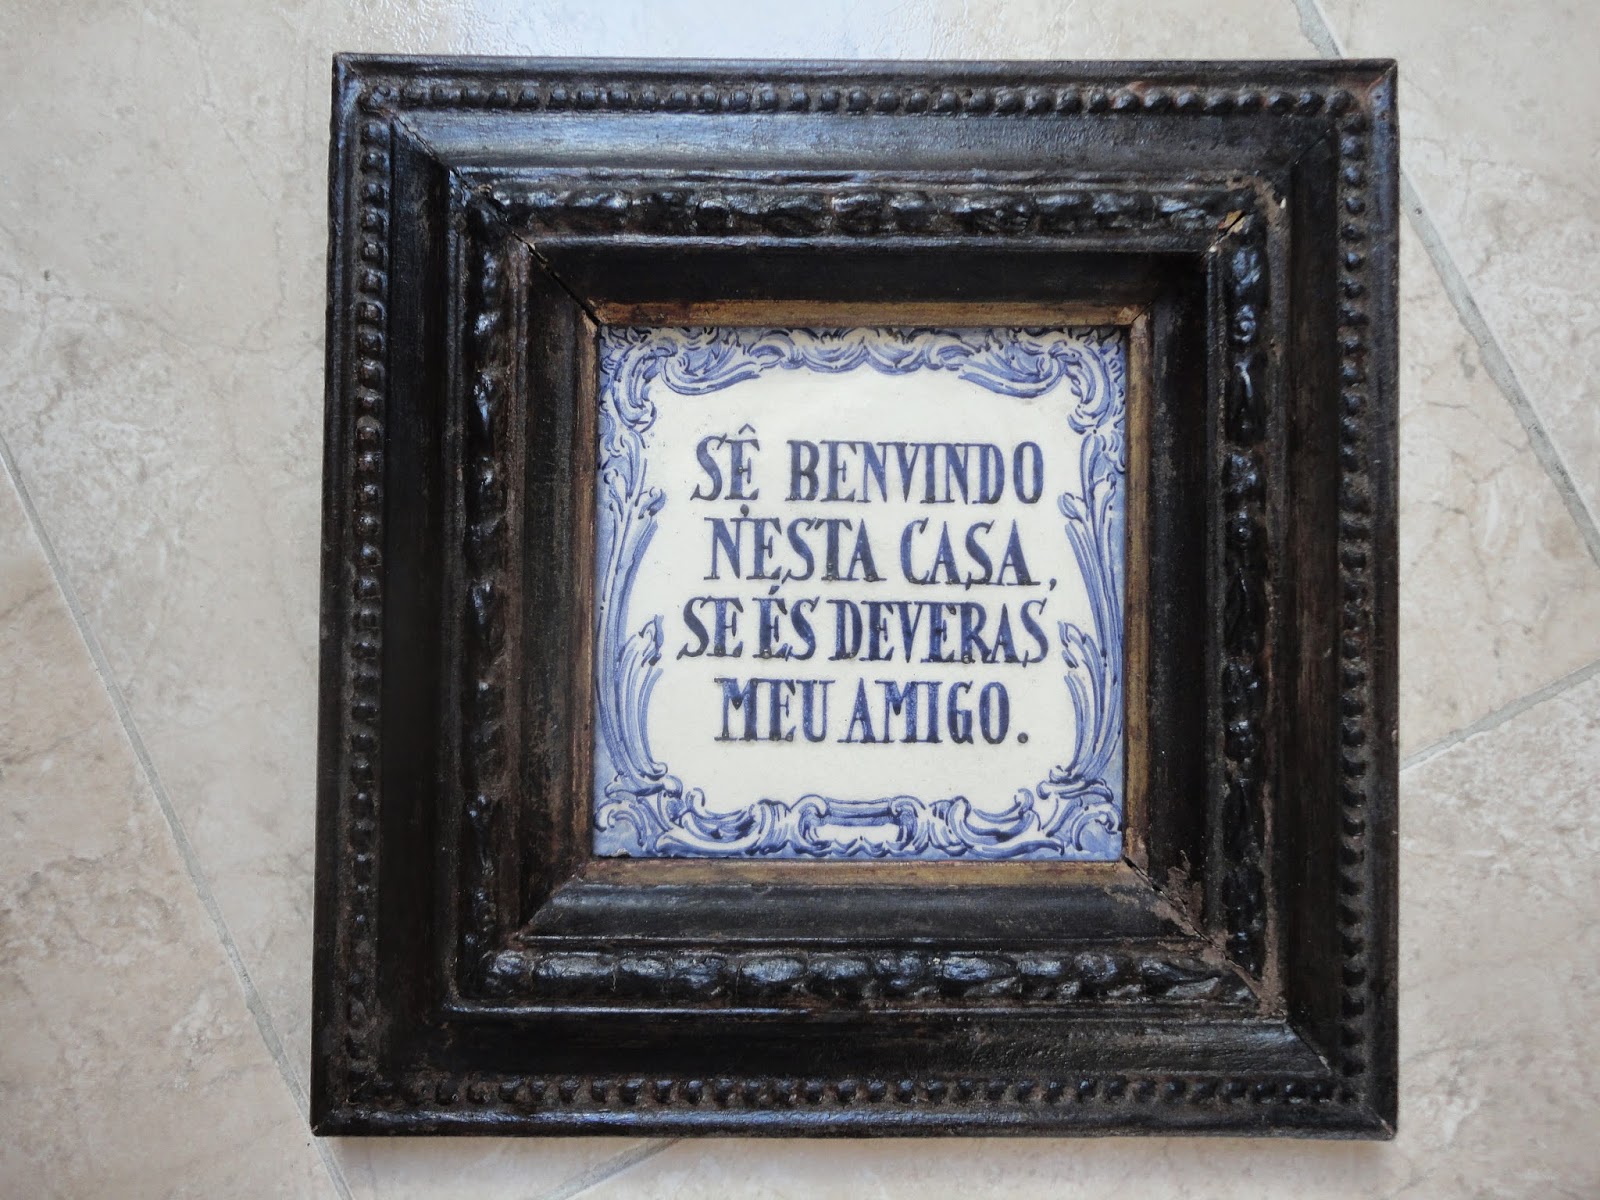 SÊ BENVINDO
NESTA CASA,
SE ÉS DEVERAS
MEU AMIGO.